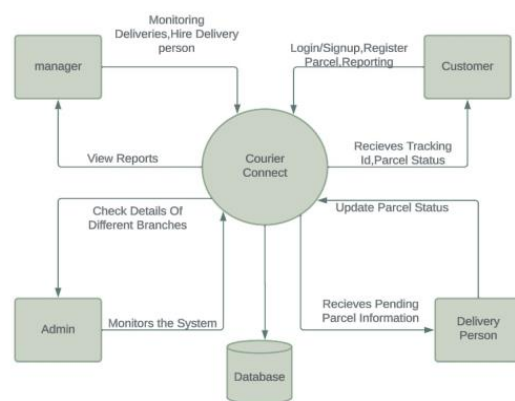 Monitoring
Deliveries,Hire Delivery
person
manager
Login/Signup,Register
Parcel,Reporting
Customer
View Reports
Courier
Connect
Recieves Tracking
Id,Parcel Status
Check Details Of
Different Branches
Update Parcel Status
Admin
Monitors the System
Recieves Pending
Parcel Information
Delivery
Person
Database